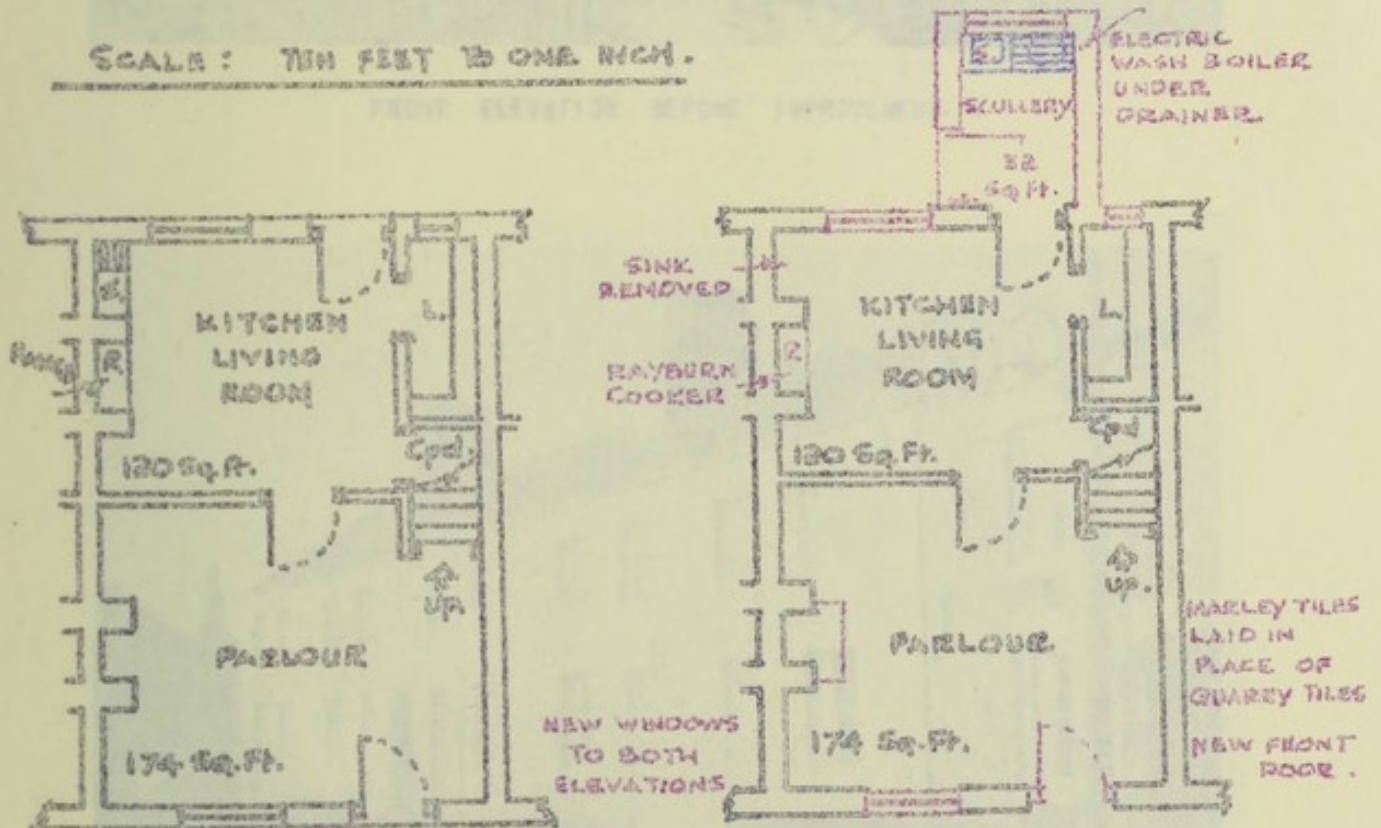 SCALE: TEN FEET TO ONE INCH.
FRONT ELEVATION BEFORE IMPROVEMENT
S.
KITCHEN
LIVING
ROOM
L.
R
120 Sq. Ft.
Cpd.
UP
PARLOUR
174 Sq. Ft.
ELECTRIC
WASH BOILER
UNDER
DRAINER.
S
SCULLERY
32
Sq Ft.
SINK
REMOVED
RAYBURN
COOKER
R
KITCHEN
LIVING
ROOM
L.
120 Sq. Ft.
Cpd
UP.
PARLOUR
174 Sq. Ft.
NEW WINDOWS
TO BOTH
ELEVATIONS
MARLEY TILES
LAID IN
PLACE OF
QUARRY TILES
NEW FRONT
DOOR.